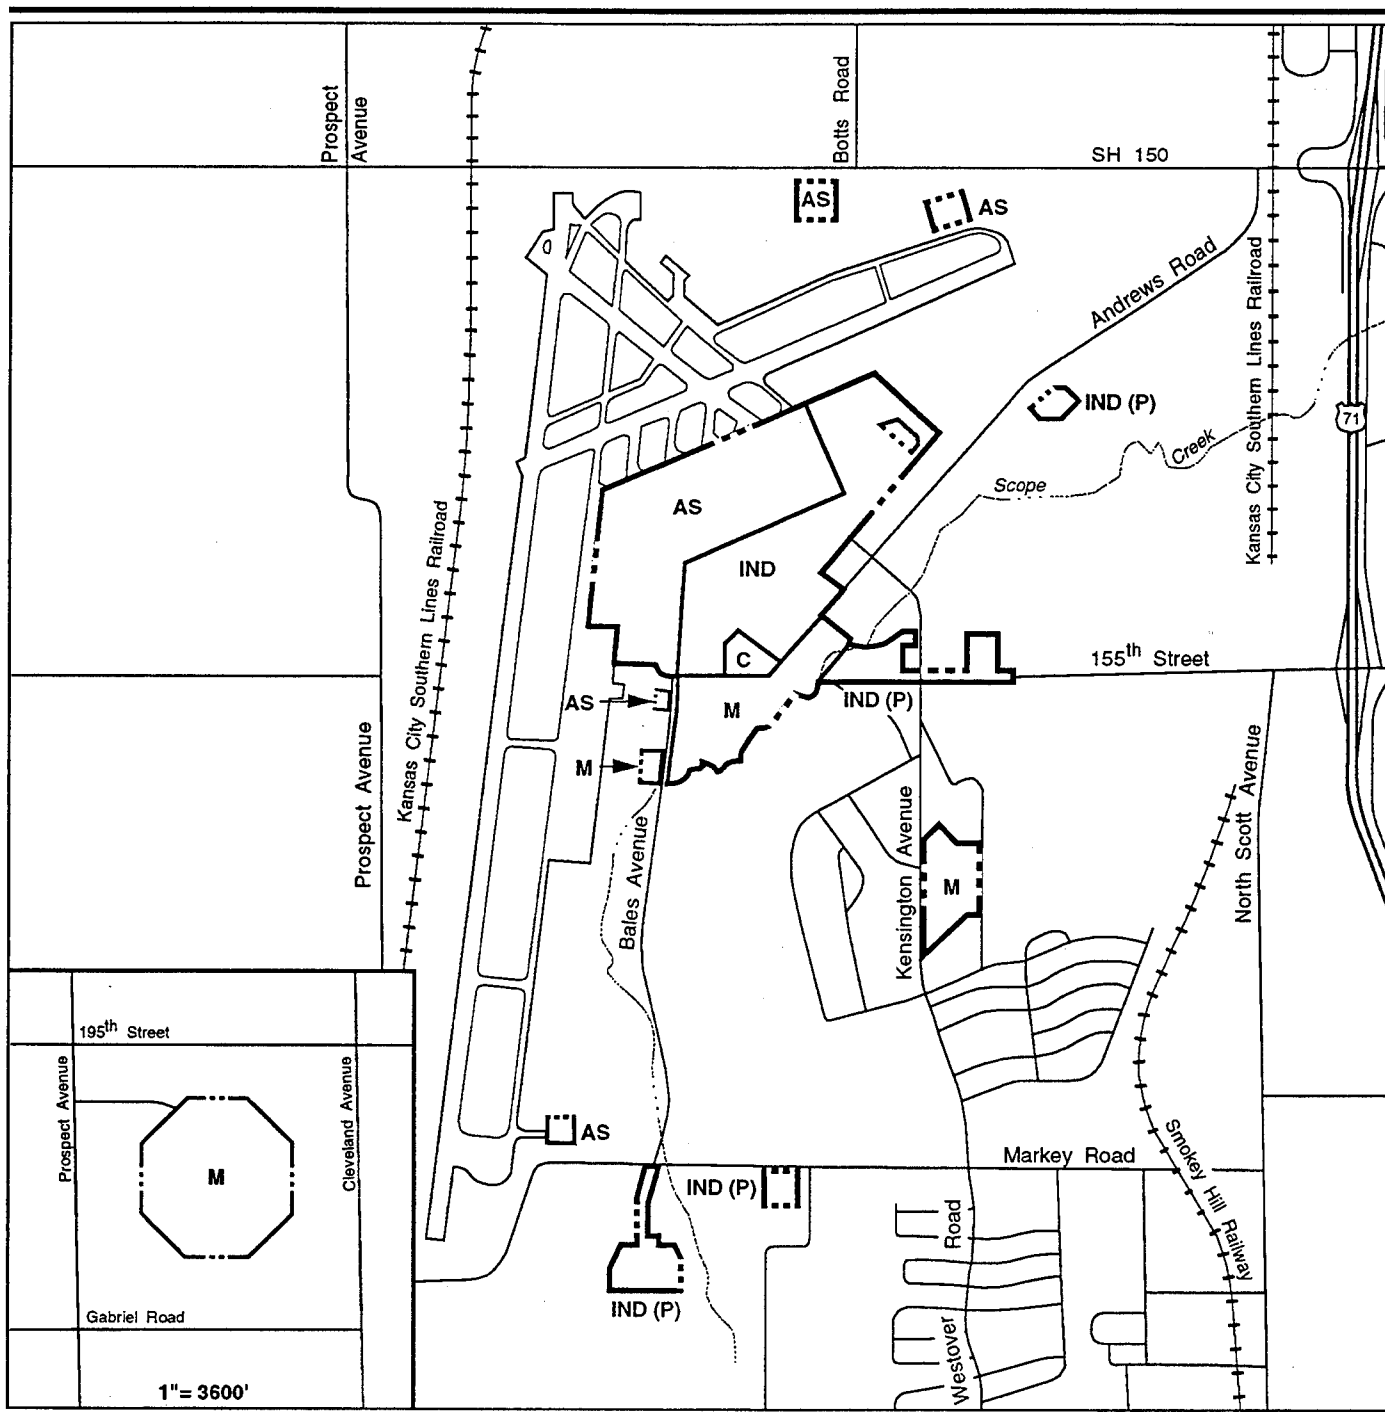 Prospect
Avenue
Botts Road
SH 150
AS
AS
Andrews Road
Kansas City Southern Lines Railroad
71
IND (P)
Creek
Scope
AS
IND
Kansas City Southern Lines Railroad
C
155th Street
AS
M
IND (P)
M
Prospect Avenue
Bales Avenue
Kensington Avenue
M
North Scott Avenue
195th Street
Prospect Avenue
Cleveland Avenue
M
Gabriel Road
1"= 3600'
AS
Markey Road
Smokey Hill Railway
IND (P)
IND (P)
Westover Road